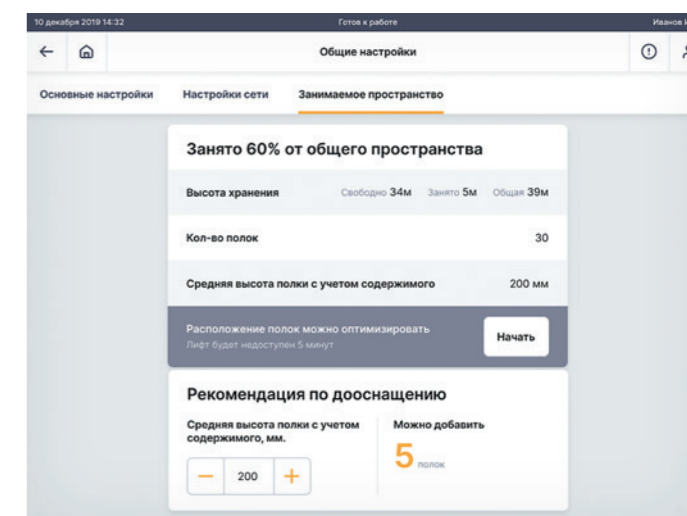 10 декабря 2019 14:32 Готов к работе Иванов
Общие настройки
Основные настройки Настройки сети Занимаемое пространство
Занято 60% от общего пространства
Высота хранения Свободно 34м Занято 5м Общая 39м
Кол-во полок 30
Средняя высота полки с учетом содержимого 200 мм
Расположение полок можно оптимизировать
Лифт будет недоступен 5 минут
Начать
Рекомендация по дооснащению
Средняя высота полки с учетом
содержимого, мм.
Можно добавить
− 200 +
5 полок